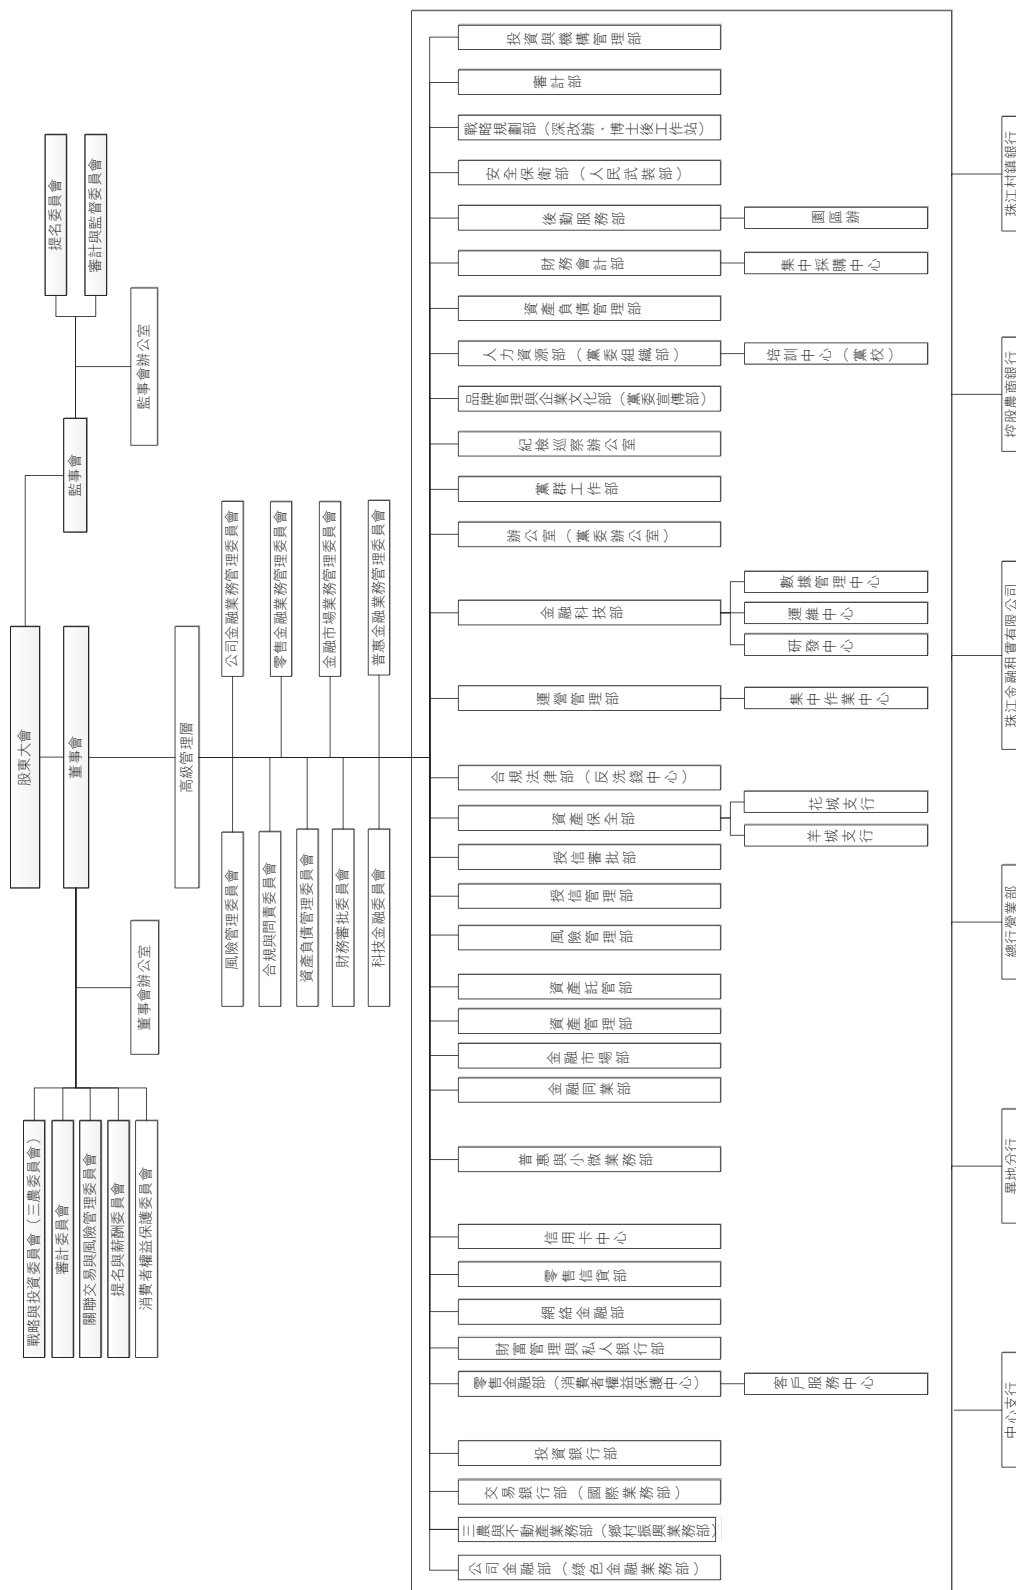 股東大會
監事會
提名委員會
審計與監督委員會
監事會辦公室
董事會
董事會辦公室
戰略與投資委員會（三農委員會）
審計委員會
關聯交易與風險管理委員會
提名與薪酬委員會
消費者權益保護委員會
高級管理層
風險管理委員會
合規與問責委員會
資產負債管理委員會
財務審批委員會
科技金融委員會
公司金融業務管理委員會
零售金融業務管理委員會
金融市場業務管理委員會
普惠金融業務管理委員會
公司金融部（綠色金融業務部）
三農與不動產業務部（鄉村振興業務部）
交易銀行部（國際業務部）
投資銀行部
零售金融部（消費者權益保護中心）
財富管理與私人銀行部
網絡金融部
零售信貸部
信用卡中心
普惠與小微業務部
金融同業部
金融市場部
資產管理部
資產託管部
風險管理部
授信管理部
授信審批部
資產保全部
合規法律部（反洗錢中心）
運營管理部
金融科技部
辦公室（黨委辦公室）
黨群工作部
紀檢巡察辦公室
品牌管理與企業文化部（黨委宣傳部）
人力資源部（黨委組織部）
資產負債管理部
財務會計部
後勤服務部
安全保衛部（人民武裝部）
戰略規劃部（深改辦、博士後工作站）
審計部
投資與機構管理部
客戶服務中心
羊城支行
花城支行
集中作業中心
研發中心
運維中心
數據管理中心
培訓中心（黨校）
集中採購中心
園區辦
中心支行
異地分行
總行營業部
珠江金融租賃有限公司
控股農商銀行
珠江村鎮銀行